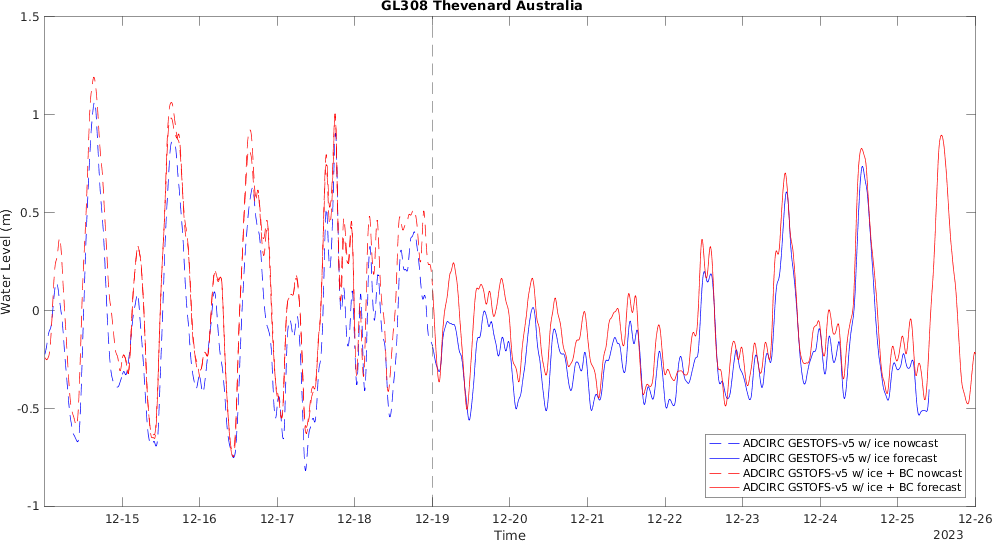 GL308 Thevenard Australia
1.5
1
0.5
0
-0.5
-1
Water Level (m)
ADCIRC GESTOFS-v5 w/ ice nowcast
ADCIRC GESTOFS-v5 w/ ice forecast
ADCIRC GSTOFS-v5 w/ ice + BC nowcast
ADCIRC GSTOFS-v5 w/ ice + BC forecast
12-15 12-16 12-17 12-18 12-19 12-20 12-21 12-22 12-23 12-24 12-25 12-26
Time
2023